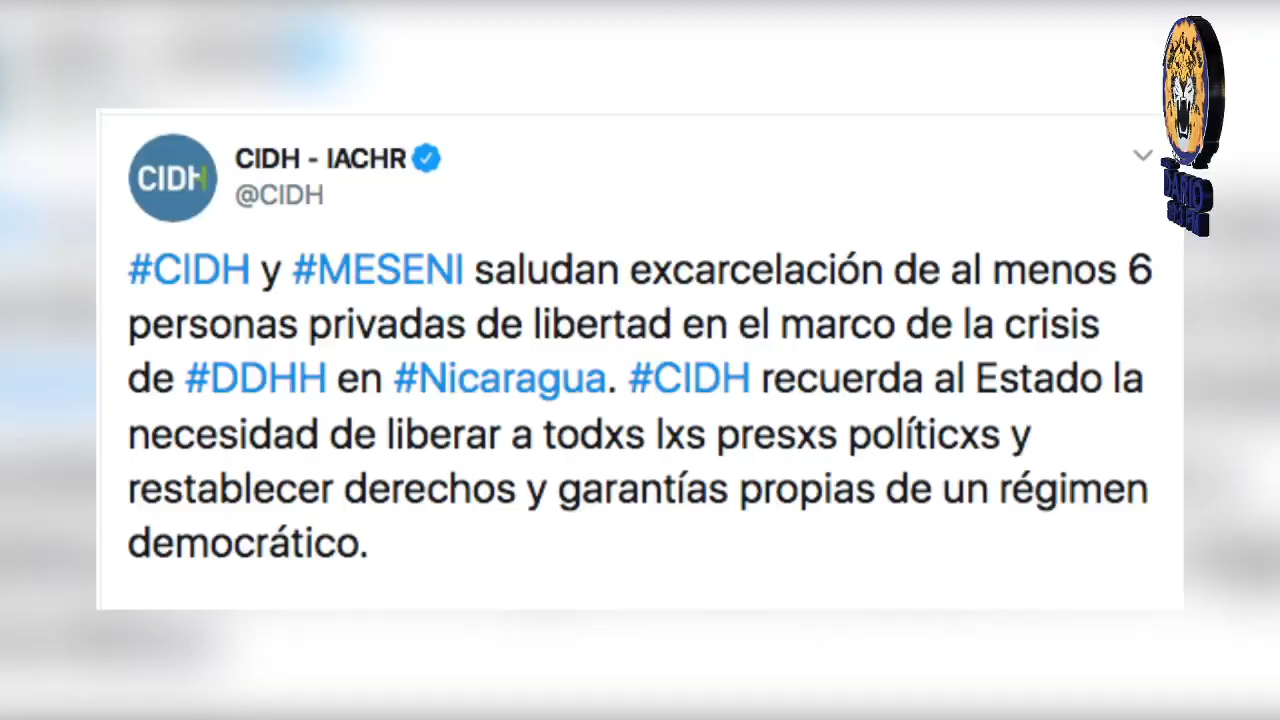 CIDH
CIDH - IACHR
@CIDH
#CIDH y #MESENI saludan excarcelación de al menos 6
personas privadas de libertad en el marco de la crisis
de #DDHH en #Nicaragua. #CIDH recuerda al Estado la
necesidad de liberar a todxs lxs presxs políticxs y
restablecer derechos y garantías propias de un régimen
democrático.
DARIO